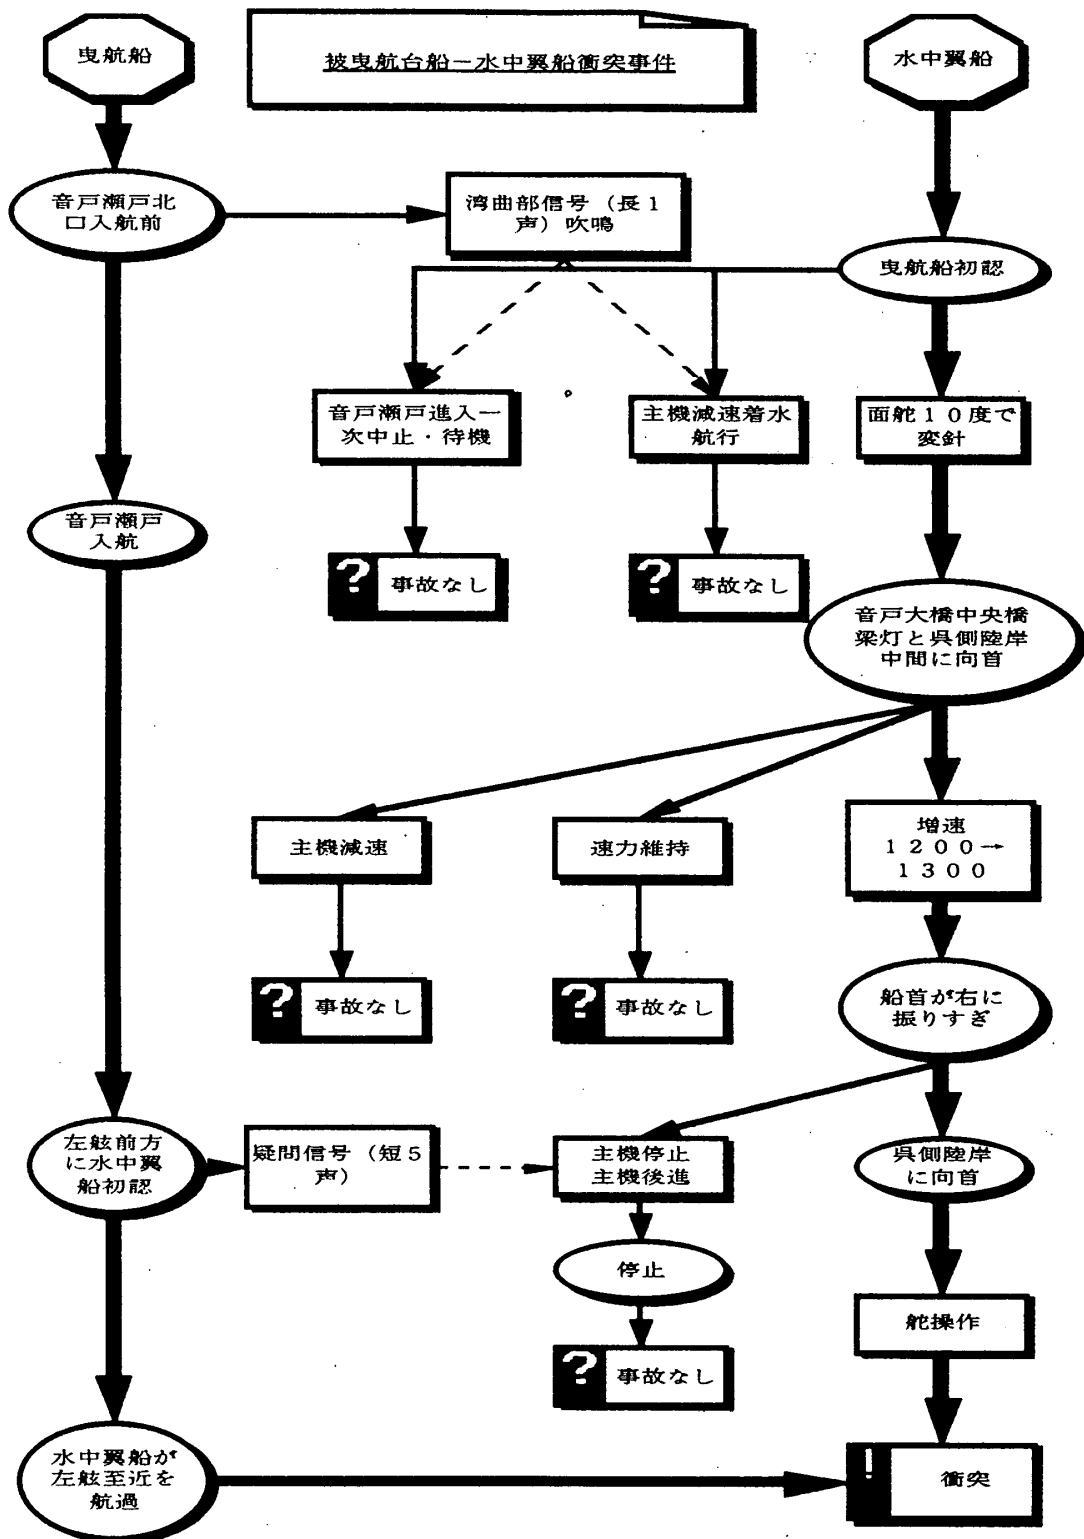 曳航船
被曳航台船－水中翼船衝突事件
水中翼船
音戸瀬戸北
口入航前
湾曲部信号（長１
声）吹鳴
曳航船初認
音戸瀬戸進入一
次中止・待機
主機減速着水
航行
面舵１０度で
変針
音戸瀬戸
入航
? 事故なし
? 事故なし
音戸大橋中央橋
梁灯と呉側陸岸
中間に向首
主機減速
速力維持
増速
１２００→
１３００
? 事故なし
? 事故なし
船首が右に
振りすぎ
左舷前方
に水中翼
船初認
疑問信号（短５
声）
主機停止
主機後進
呉側陸岸
に向首
停止
舵操作
? 事故なし
水中翼船が
左舷至近を
航過
! 衝突